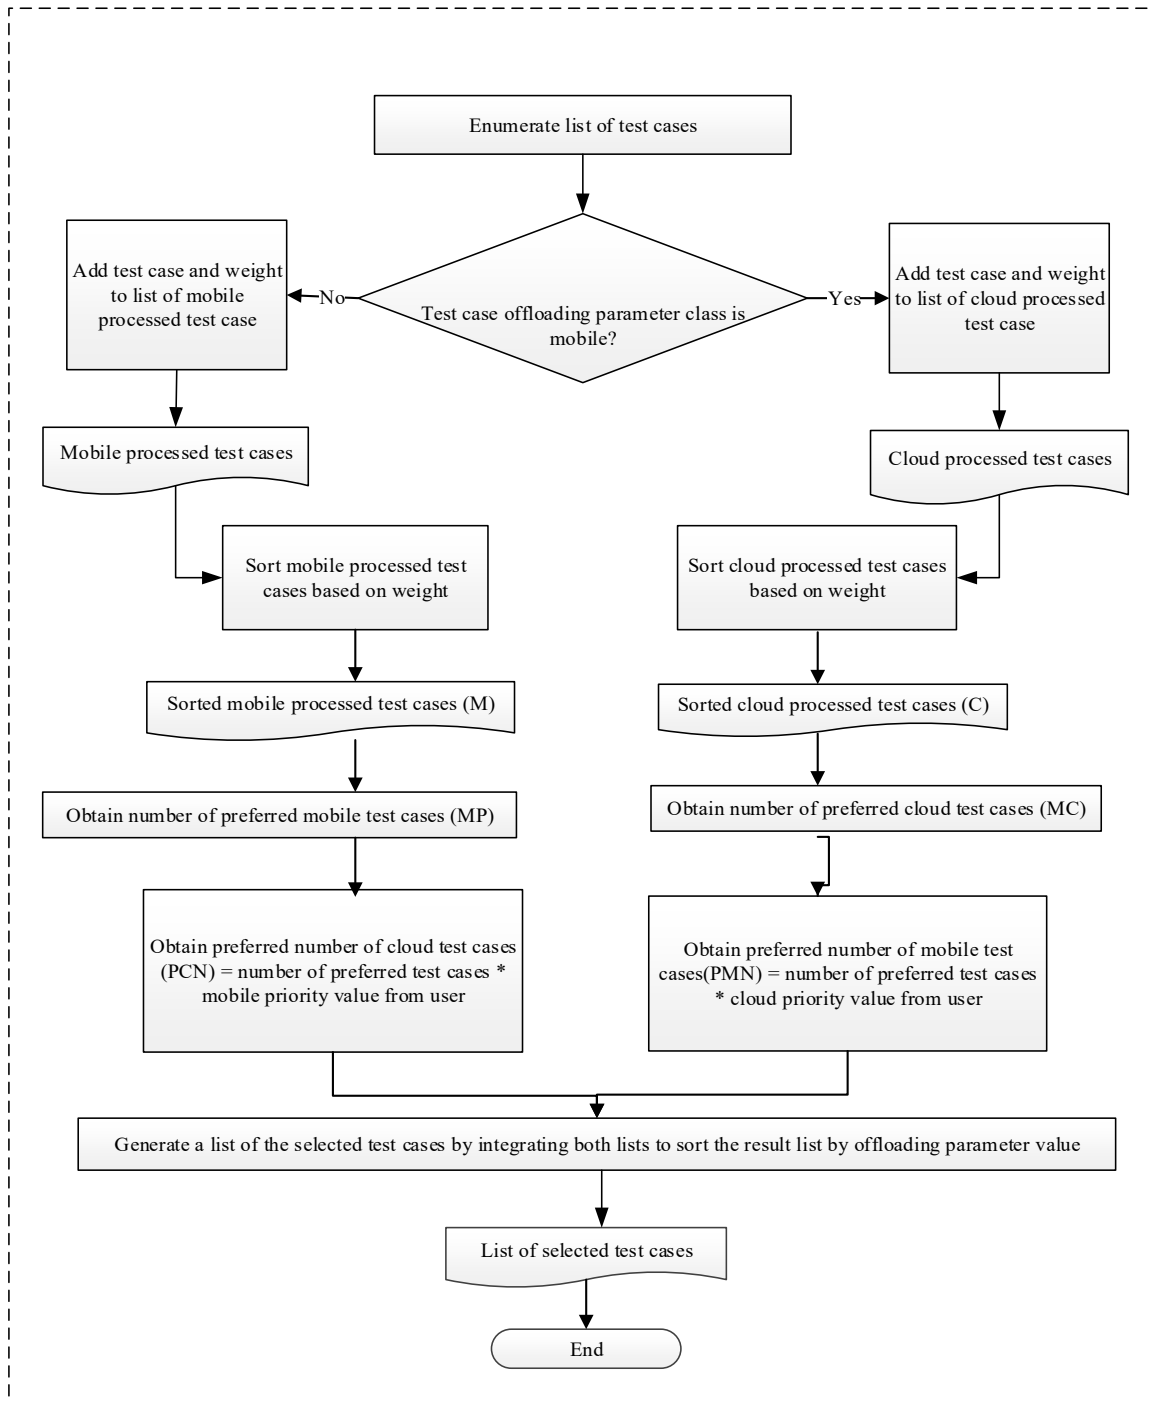 Enumerate list of test cases
Add test case and weight
to list of mobile
processed test case
No
Test case offloading parameter class is
mobile?
Yes
Add test case and weight
to list of cloud processed
test case
Mobile processed test cases
Cloud processed test cases
Sort mobile processed test
cases based on weight
Sort cloud processed test cases
based on weight
Sorted mobile processed test cases (M)
Sorted cloud processed test cases (C)
Obtain number of preferred mobile test cases (MP)
Obtain number of preferred cloud test cases (MC)
Obtain preferred number of cloud test cases
(PCN) = number of preferred test cases *
mobile priority value from user
Obtain preferred number of mobile test
cases(PMN) = number of preferred test cases
* cloud priority value from user
Generate a list of the selected test cases by integrating both lists to sort the result list by offloading parameter value
List of selected test cases
End